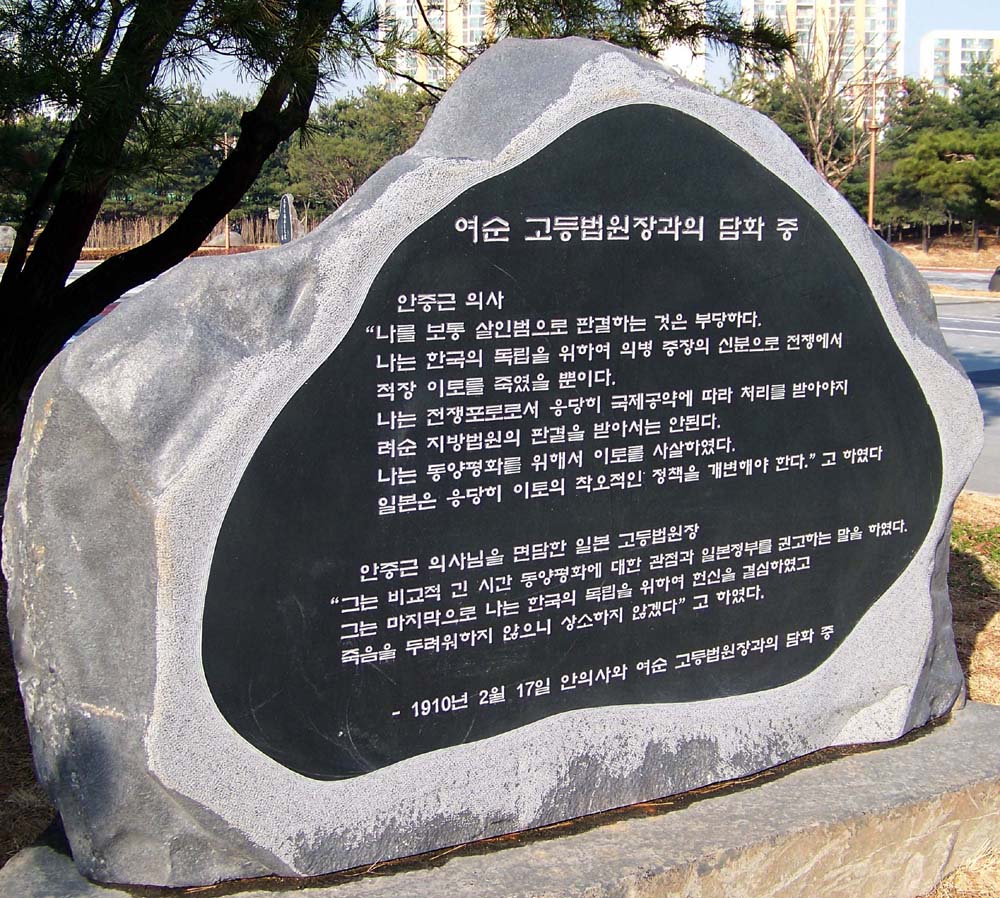 여순 고등법원장과의 담화 중
안중근 의사
“나를 보통 살인범으로 판결하는 것은 부당하다.
나는 한국의 독립을 위하여 의병 중장의 신분으로 전쟁에서
적장 이토를 죽였을 뿐이다.
나는 전쟁포로로서 응당히 국제공약에 따라 처리를 받아야지
려순 지방법원의 판결을 받아서는 안된다.
나는 동양평화를 위해서 이토를 사살하였다.
일본은 응당히 이토의 착오적인 정책을 개변해야 한다.” 고 하였다
안중근 의사님을 면담한 일본 고등법원장
“그는 비교적 긴 시간 동양평화에 대한 관점과 일본정부를 권고하는 말을 하였다.
그는 마지막으로 나는 한국의 독립을 위하여 헌신을 결심하였고
죽음을 두려워하지 않으니 상소하지 않겠다” 고 하였다.
- 1910년 2월 17일 안의사와 여순 고등법원장과의 담화 중